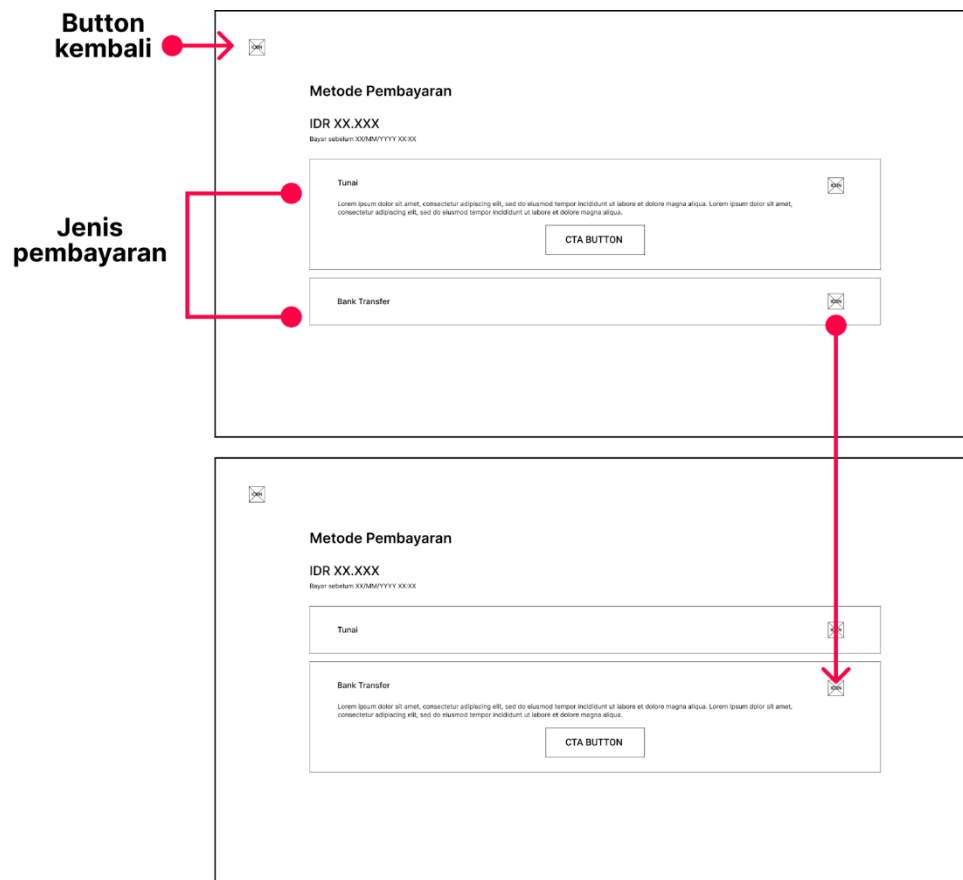 Button
kembali
ICON
Metode Pembayaran
IDR XX.XXX
Bayar sebelum XX/MM/YYYY XX:XX
Jenis
pembayaran
Tunai
ICON
Lorem ipsum dolor sit amet, consectetur adipiscing elit, sed do eiusmod tempor incididunt ut labore et dolore magna aliqua. Lorem ipsum dolor sit amet,
consectetur adipiscing elit, sed do eiusmod tempor incididunt ut labore et dolore magna aliqua.
CTA BUTTON
Bank Transfer
ICON
ICON
Metode Pembayaran
IDR XX.XXX
Bayar sebelum XX/MM/YYYY XX:XX
Tunai
ICON
Bank Transfer
ICON
Lorem ipsum dolor sit amet, consectetur adipiscing elit, sed do eiusmod tempor incididunt ut labore et dolore magna aliqua. Lorem ipsum dolor sit amet,
consectetur adipiscing elit, sed do eiusmod tempor incididunt ut labore et dolore magna aliqua.
CTA BUTTON